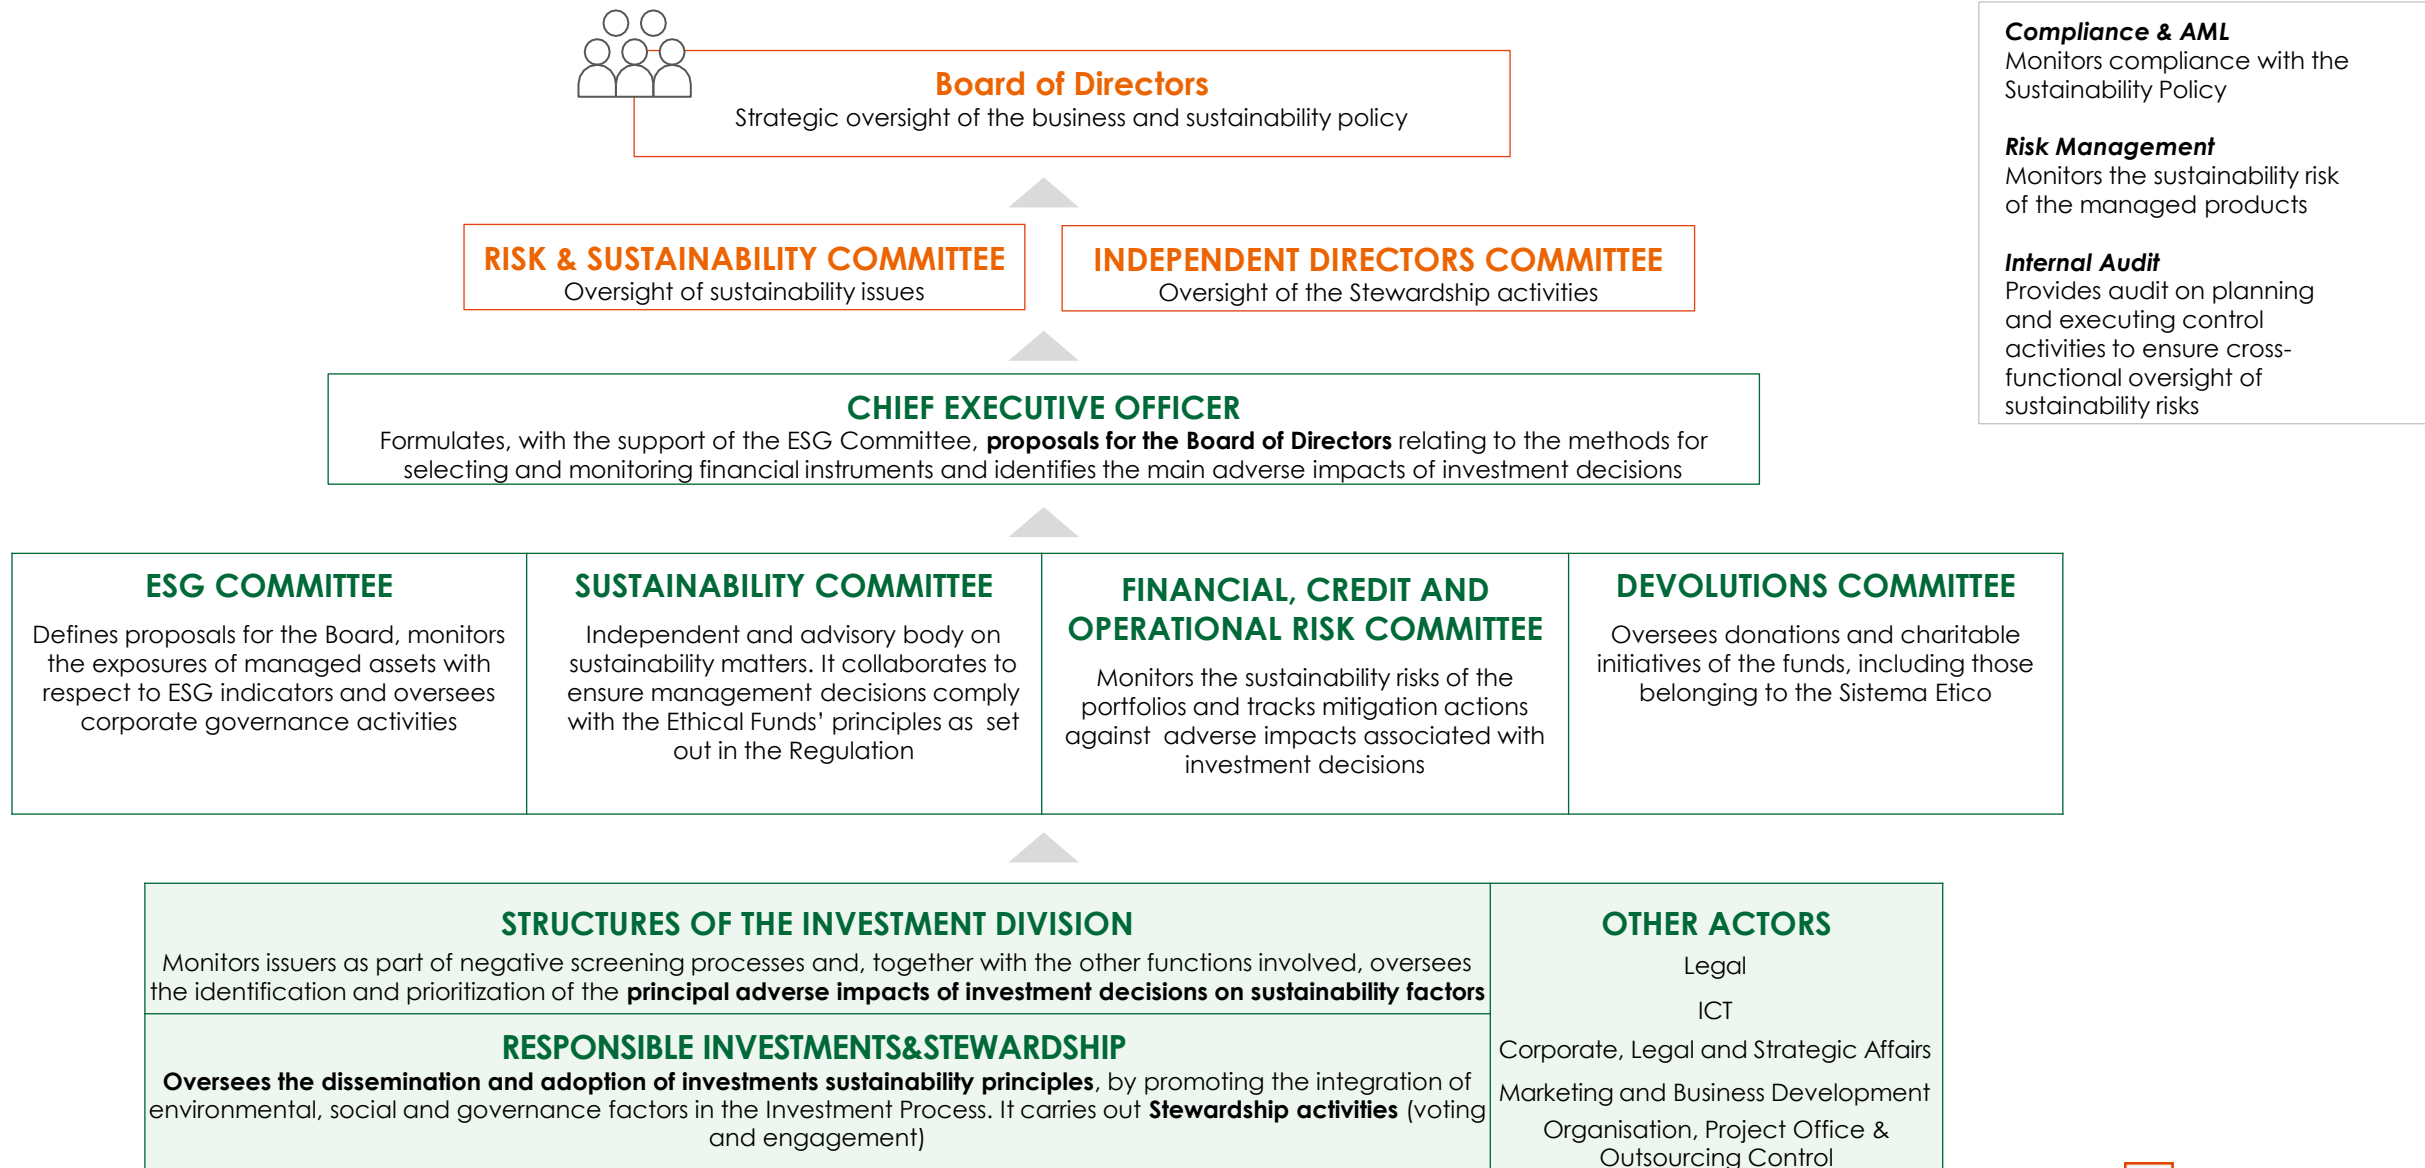 Board of Directors
Strategic oversight of the business and sustainability policy
RISK & SUSTAINABILITY COMMITTEE
Oversight of sustainability issues
INDEPENDENT DIRECTORS COMMITTEE
Oversight of the Stewardship activities
CHIEF EXECUTIVE OFFICER
Formulates, with the support of the ESG Committee, proposals for the Board of Directors relating to the methods for
selecting and monitoring financial instruments and identifies the main adverse impacts of investment decisions
ESG COMMITTEE
Defines proposals for the Board, monitors
the exposures of managed assets with
respect to ESG indicators and oversees
corporate governance activities
SUSTAINABILITY COMMITTEE
Independent and advisory body on
sustainability matters. It collaborates to
ensure management decisions comply
with the Ethical Funds’ principles as set
out in the Regulation
FINANCIAL, CREDIT AND
OPERATIONAL RISK COMMITTEE
Monitors the sustainability risks of the
portfolios and tracks mitigation actions
against adverse impacts associated with
investment decisions
DEVOLUTIONS COMMITTEE
Oversees donations and charitable
initiatives of the funds, including those
belonging to the Sistema Etico
STRUCTURES OF THE INVESTMENT DIVISION
Monitors issuers as part of negative screening processes and, together with the other functions involved, oversees
the identification and prioritization of the principal adverse impacts of investment decisions on sustainability factors
RESPONSIBLE INVESTMENTS&STEWARDSHIP
Oversees the dissemination and adoption of investments sustainability principles, by promoting the integration of
environmental, social and governance factors in the Investment Process. It carries out Stewardship activities (voting
and engagement)
OTHER ACTORS
Legal
ICT
Corporate, Legal and Strategic Affairs
Marketing and Business Development
Organisation, Project Office &
Outsourcing Control
Compliance & AML
Monitors compliance with the
Sustainability Policy
Risk Management
Monitors the sustainability risk
of the managed products
Internal Audit
Provides audit on planning
and executing control
activities to ensure cross-
functional oversight of
sustainability risks